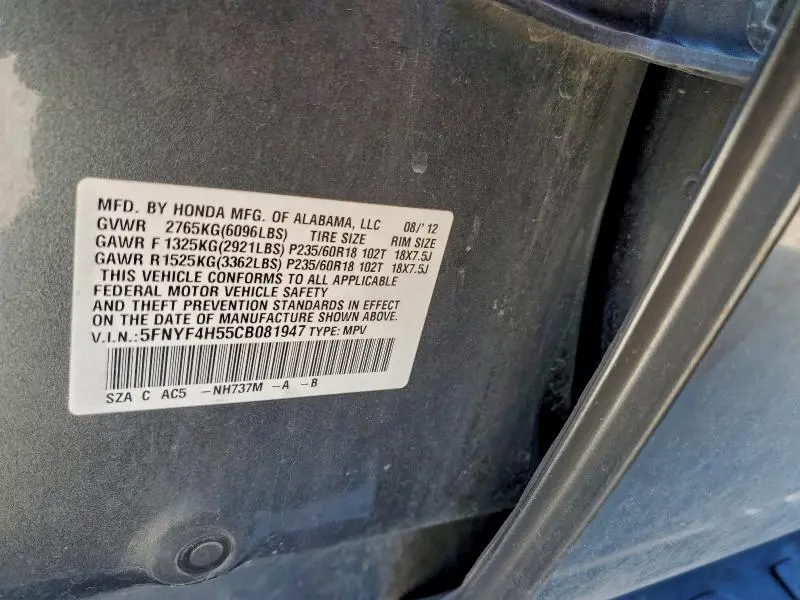 MFD. BY HONDA MFG. OF ALABAMA, LLC 08/'12
GVWR 2765KG(6096LBS) TIRE SIZE RIM SIZE
GAWR F1325KG(2921LBS) P235/60R18 102T 18X7.5J
GAWR R1525KG(3362LBS) P235/60R18 102T 18X7.5J
THIS VEHICLE CONFORMS TO ALL APPLICABLE
FEDERAL MOTOR VEHICLE SAFETY
AND THEFT PREVENTION STANDARDS IN EFFECT
ON THE DATE OF MANUFACTURE SHOWN ABOVE.
V.I.N.:5FNYF4H55CB081947 TYPE: MPV
SZA C AC5 -NH737M -A -B